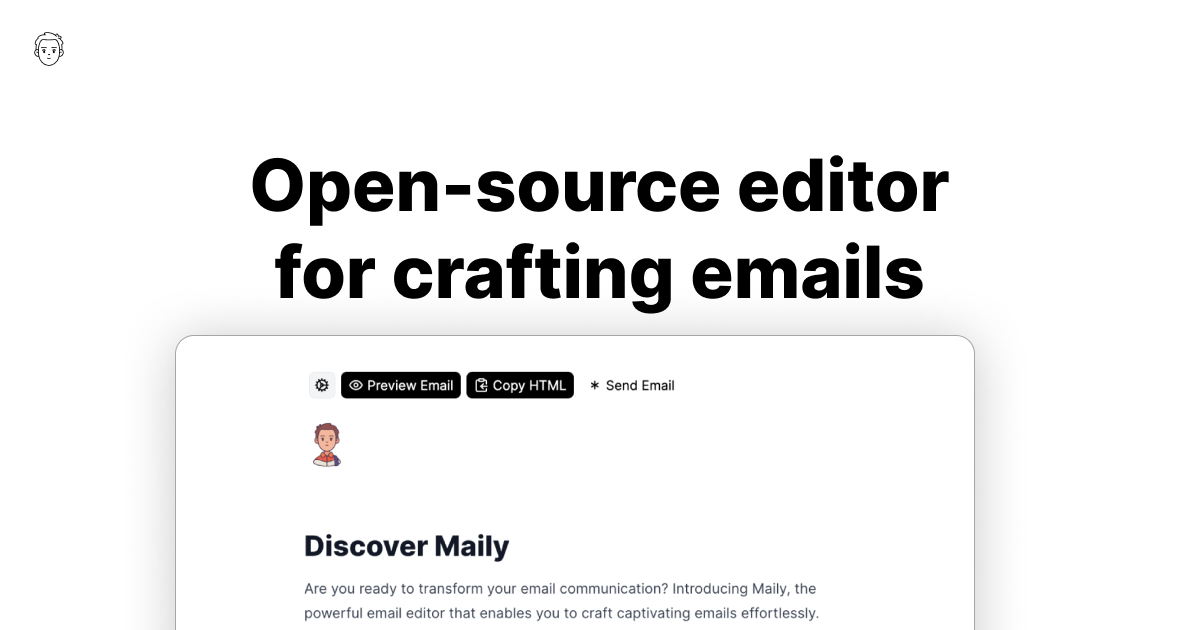 Open-source editor
for crafting emails
Preview Email Copy HTML Send Email
Discover Maily
Are you ready to transform your email communication? Introducing Maily, the
powerful email editor that enables you to craft captivating emails effortlessly.